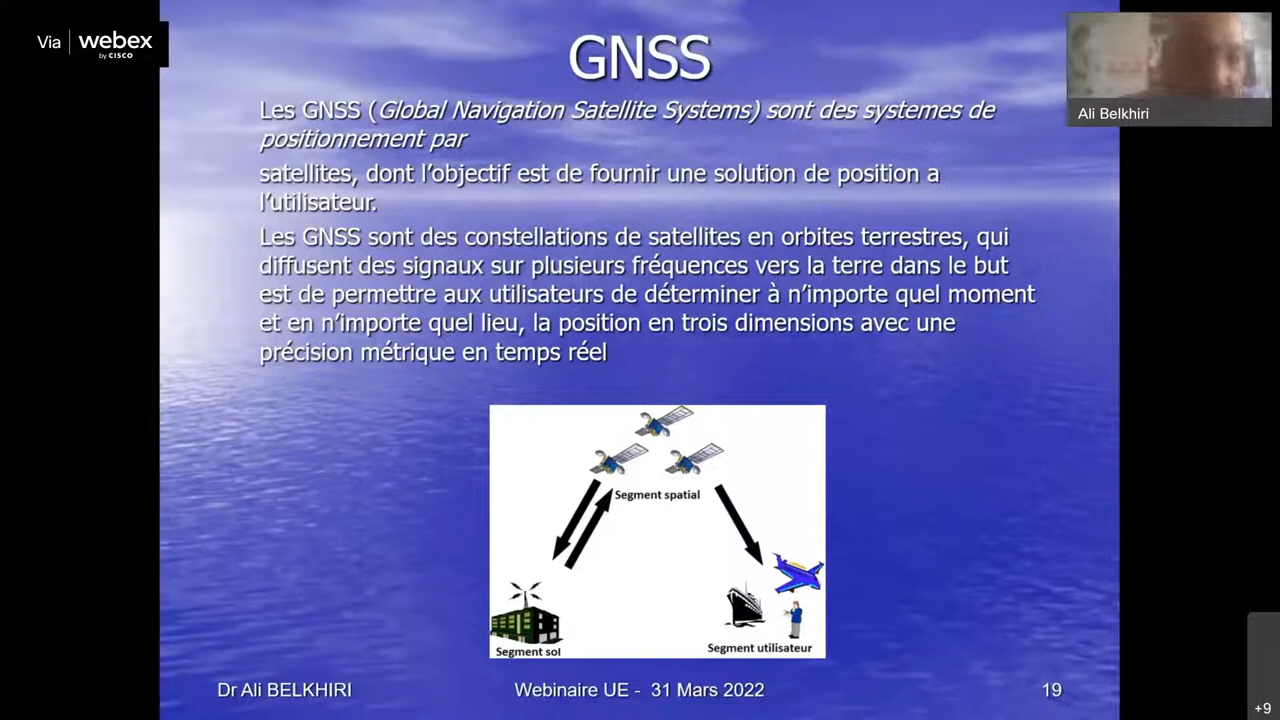 Via webex
by CISCO
GNSS
Ali Belkhiri
Les GNSS (Global Navigation Satellite Systems) sont des systemes de
positionnement par
satellites, dont l’objectif est de fournir une solution de position a
l’utilisateur.
Les GNSS sont des constellations de satellites en orbites terrestres, qui
diffusent des signaux sur plusieurs fréquences vers la terre dans le but
est de permettre aux utilisateurs de déterminer à n’importe quel moment
et en n’importe quel lieu, la position en trois dimensions avec une
précision métrique en temps réel
Segment spatial
Segment sol
Segment utilisateur
Dr Ali BELKHIRI
Webinaire UE - 31 Mars 2022
19
+9